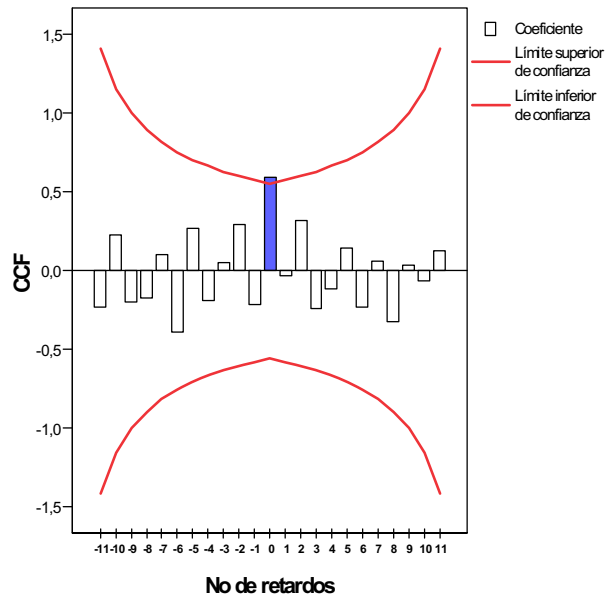 Coeficiente
Límite superior
de confianza
Límite inferior
de confianza
1,5
1,0
0,5
0,0
-0,5
-1,0
-1,5
CCF
-11 -10 -9 -8 -7 -6 -5 -4 -3 -2 -1 0 1 2 3 4 5 6 7 8 9 10 11
No de retardos